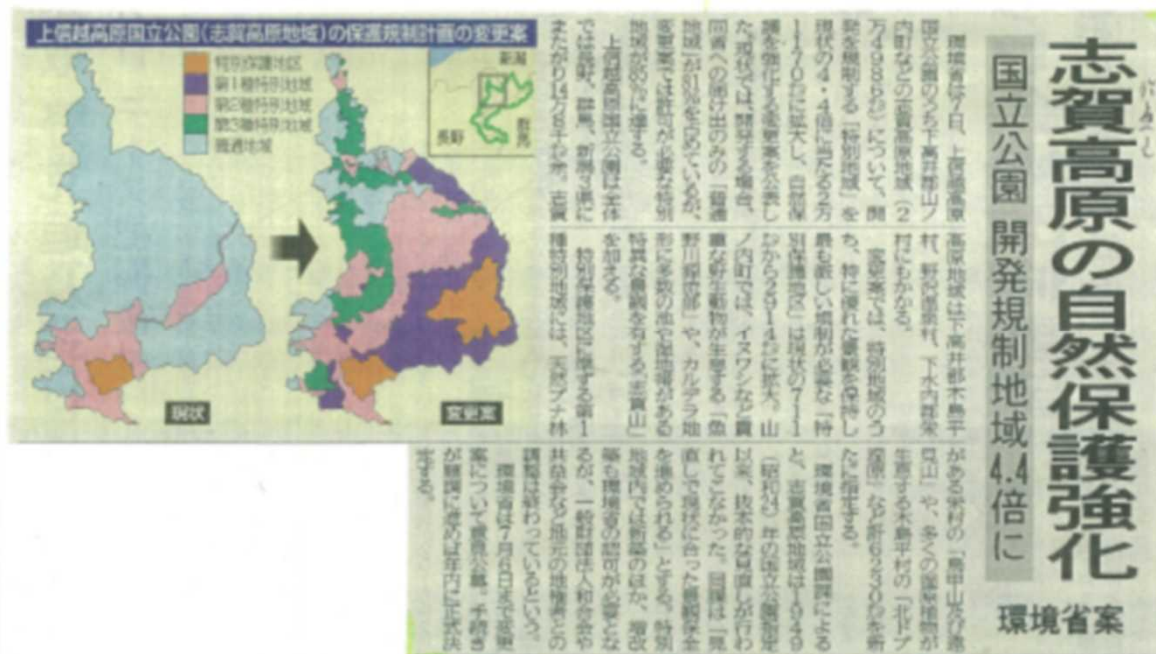 志賀高原の自然保護強化
国立公園 開発規制地域4.4倍に
環境省案
上信越高原国立公園(志賀高原地域)の保護規制計画の変更案
特別保護地区
第1種特別地域
第2種特別地域
第3種特別地域
普通地域
新潟
長野
群馬
現状
変更案
環境省は7日、上信越高原
国立公園のうち下高井郡山ノ
内町などの志賀高原地域(2
万4986㌶)について、開
発を規制する「特別地域」を
現状の4・4倍に当たる2万
1170㌶に拡大し、自然保
護を強化する変更案を公表し
た。現状では、開発する場合、
同省への届け出のみの「普通
地域」が81%を占めているが、
変更案では許可が必要な特別
地域が85%に増す。
上信越高原国立公園は全体
では長野、群馬、新潟3県に
またがり14万8千㌶余。志賀
高原地域は下高井郡木島平
村、野沢温泉村、下水内郡栄
村にもかかる。
変更案では、特別地域のう
ち、特に優れた景観を保持し
最も厳しい規制が必要な「特
別保護地区」は現状の711
㌶から2914㌶に拡大。山
ノ内町では、イヌワシなど貴
重な野生動物が生息する「魚
野川源流部」や、カルデラ地
形に多数の池や湿地帯がある
特異な景観を有する「志賀山」
を加える。
特別保護地区に準する第1
種特別地域には、天然ブナ林
がある栄村の「鳥甲山及び苗
場山」や、多くの湿原植物が
生育する木島平村の「北ドブ
湿原」など計6230㌶を新
たに指定する。
環境省国立公園課による
と、志賀高原地域は1949
(昭和24)年の国立公園指定
以来、抜本的な見直しが行わ
れてこなかった。同課は「見
直しで現状に合った景観保全
を進められる」とする。特別
地域内では新築のほか、増改
築も環境省の認可が必要とな
るが、一般財団法人和合会や
共益会など地元の地権者との
調整は終わっているという。
環境省は7月6日まで変更
案について意見公募。手続き
が順調に進めば年内に正式決
定する。